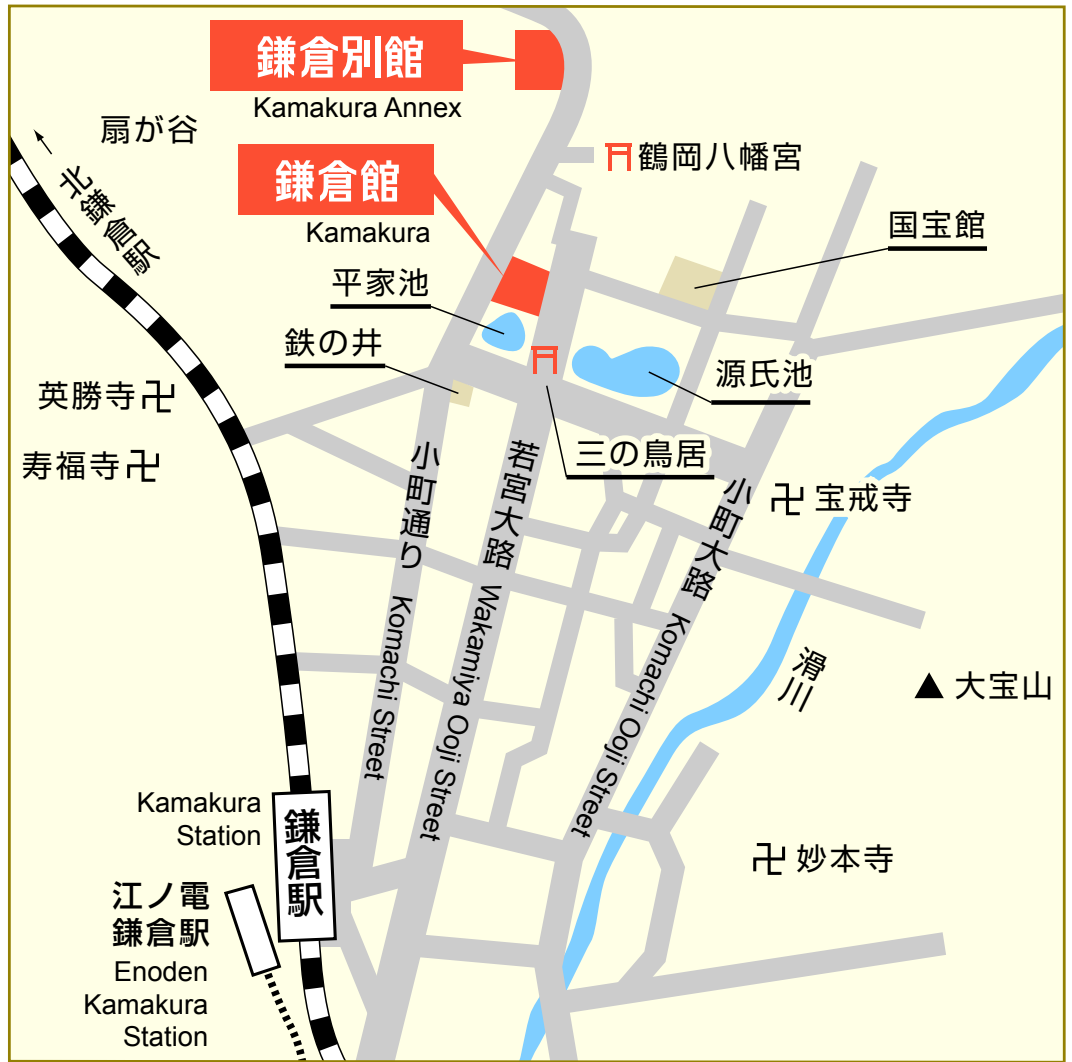 鎌倉別館
Kamakura Annex
扇が谷
鶴岡八幡宮
鎌倉館
Kamakura
北鎌倉駅
国宝館
平家池
鉄の井
源氏池
英勝寺
三の鳥居
寿福寺
宝戒寺
小町通り Komachi Street
若宮大路 Wakamiya Ooji Street
小町大路 Komachi Ooji Street
滑川
大宝山
Kamakura
Station
鎌倉駅
妙本寺
江ノ電
鎌倉駅
Enoden
Kamakura
Station